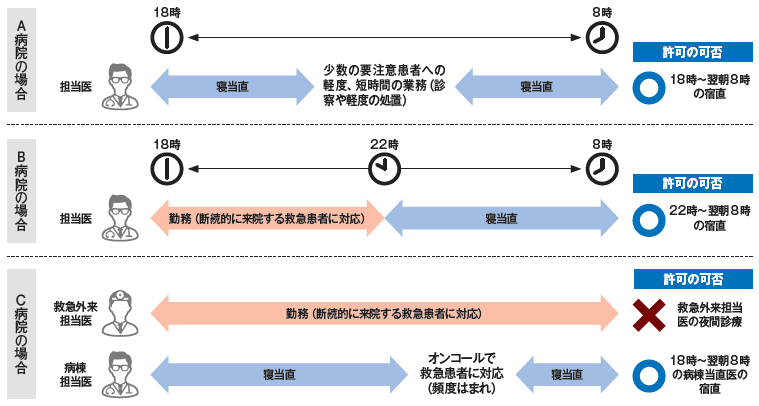 A病院の場合
18時
8時
許可の可否
担当医
寝当直
少数の要注意患者への
軽度、短時間の業務（診
察や軽度の処置）
寝当直
18時～翌朝8時
の宿直
B病院の場合
18時
22時
8時
許可の可否
担当医
勤務（断続的に来院する救急患者に対応）
寝当直
22時～翌朝8時
の宿直
C病院の場合
許可の可否
救急外来
担当医
勤務（断続的に来院する救急患者に対応）
救急外来担当
医の夜間診療
病棟
担当医
寝当直
オンコールで
救急患者に対応
（頻度はまれ）
寝当直
18時～翌朝8時
の病棟当直医の
宿直